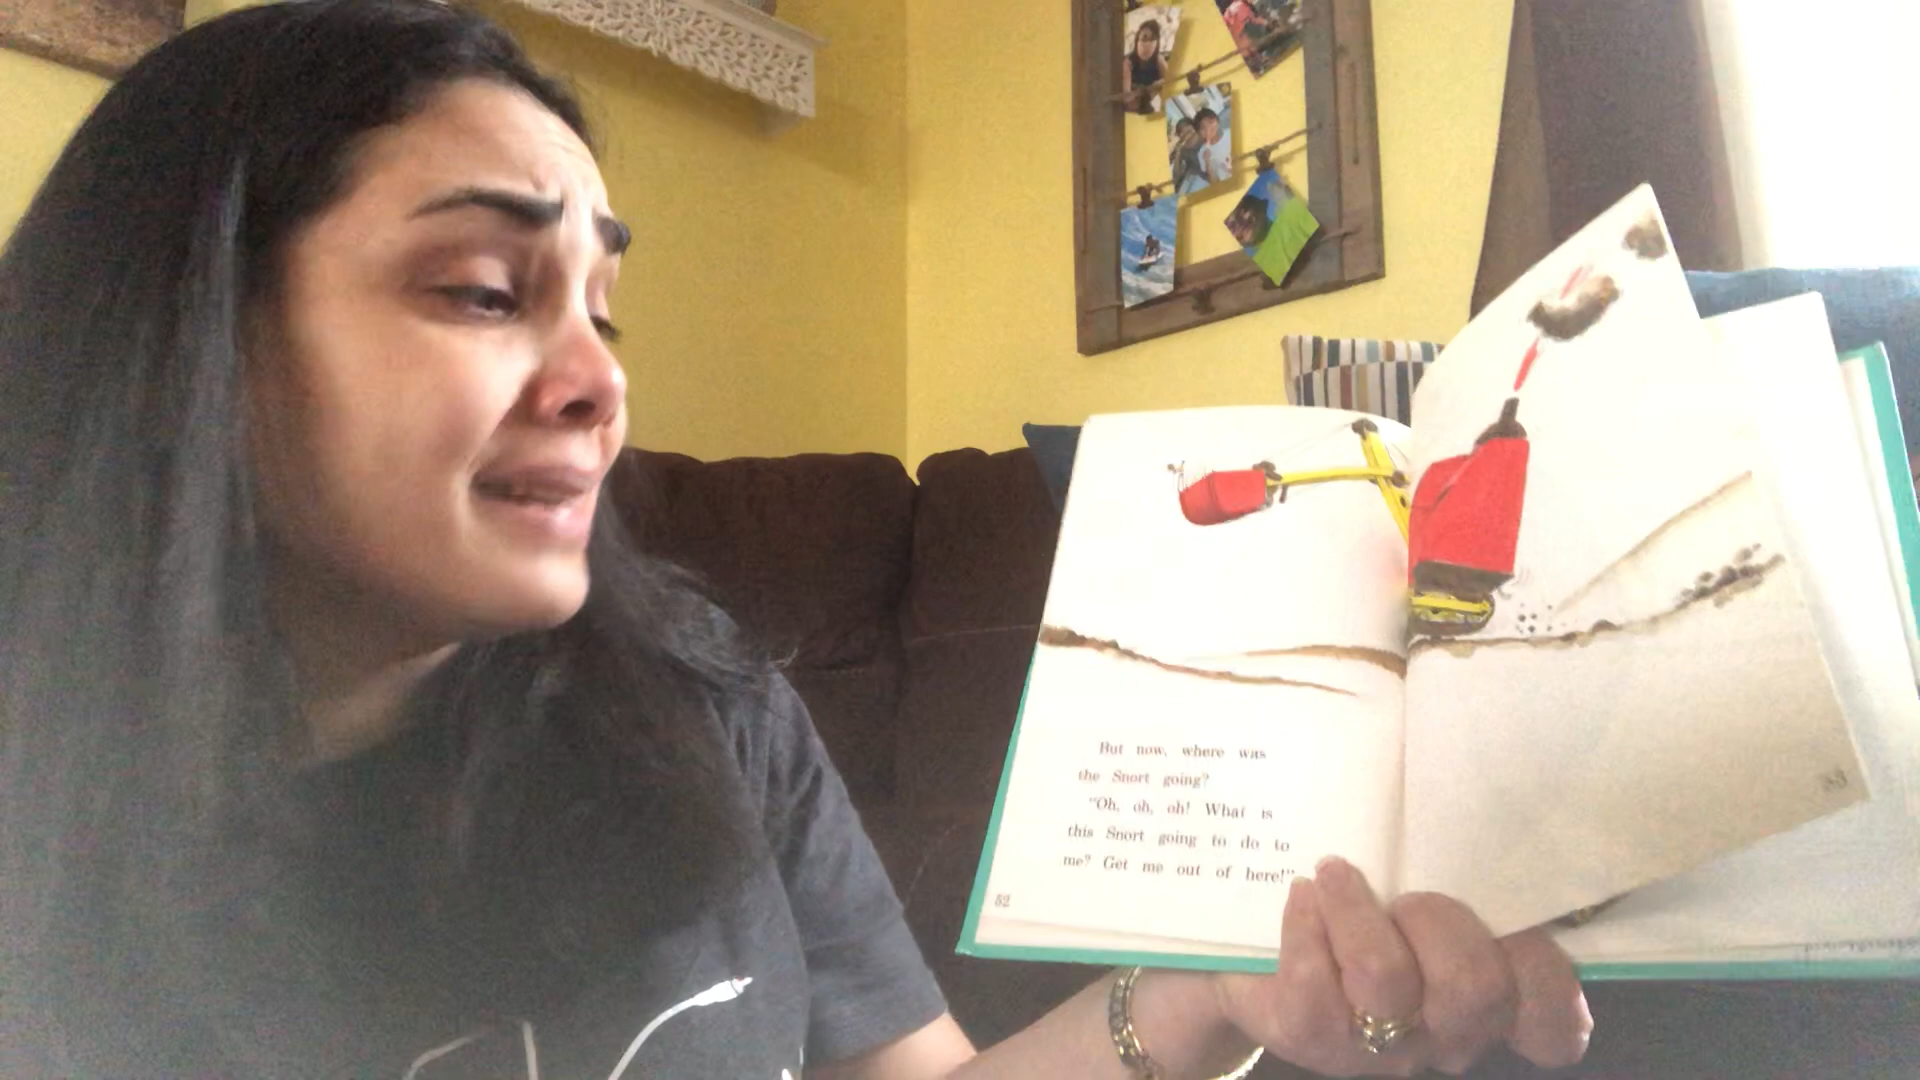 But now, where was
the Snort going?
"Oh, oh, oh! What is
this Snort going to do to
me? Get me out of here!"
52
53